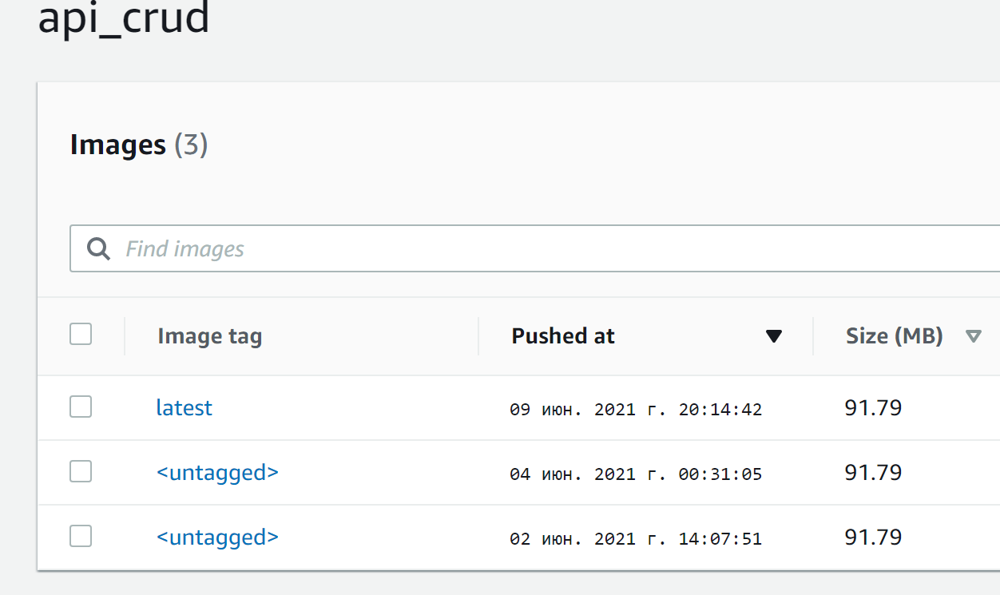 api_crud
Images (3)
Find images
Image tag Pushed at Size (MB)
latest 09 июн. 2021 г. 20:14:42 91.79
<untagged> 04 июн. 2021 г. 00:31:05 91.79
<untagged> 02 июн. 2021 г. 14:07:51 91.79